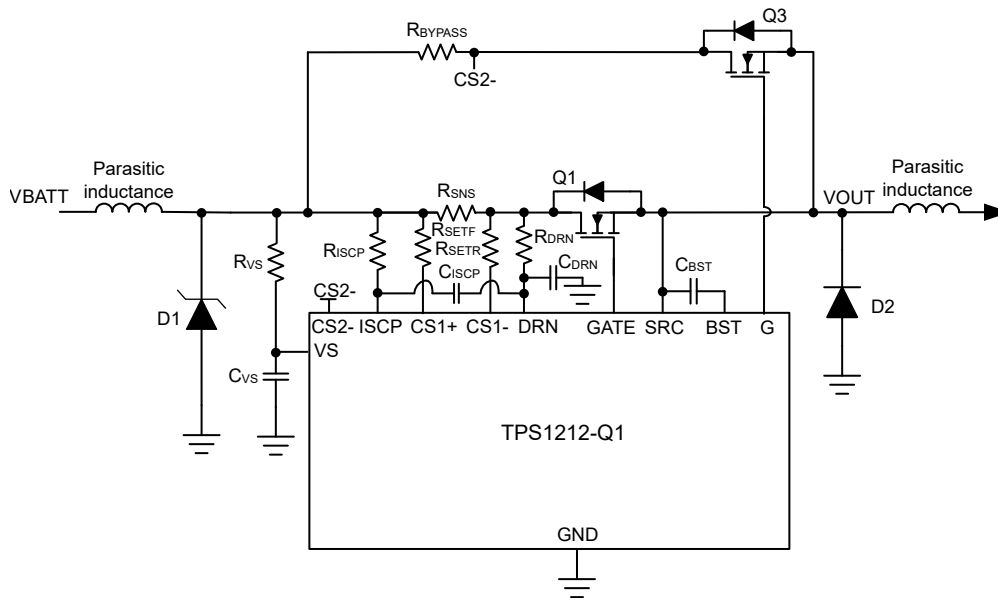 Q3
RBYPASS
CS2-
Parasitic
inductance
VBATT
RSNS
Q1
VOUT
Parasitic
inductance
RVS
RISCP
RSETF
RSETR
RDRN
CISCP
CDRN
CBST
D1
CS2-
D2
CS2-
ISCP
CS1+
CS1-
DRN
GATE
SRC
BST
G
VS
CVS
TPS1212-Q1
GND